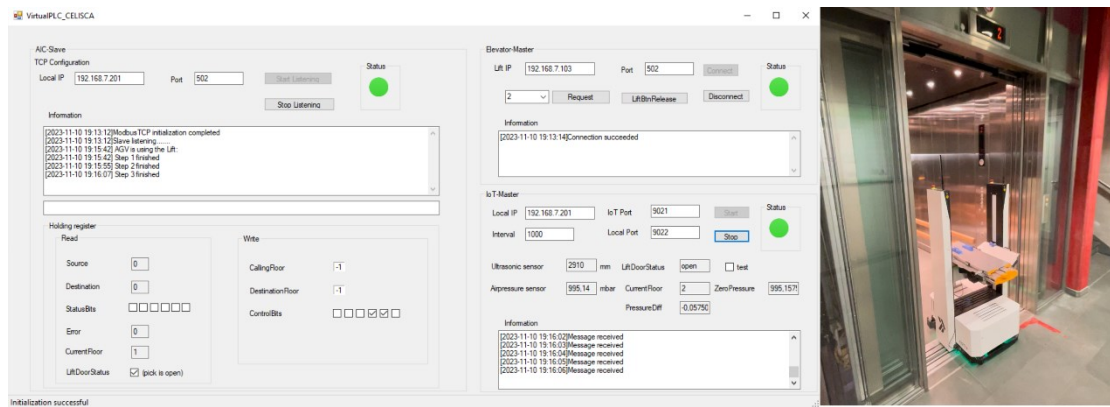 VirtualPLC_CELISCA
AIC-Slave
TCP Configuration
Local IP 192.168.7.201 Port 502 Start Listening
Status
Stop Listening
Information
[2023-11-10 19:13:12]ModbusTCP initialization completed
[2023-11-10 19:13:12]Slave listening.......
[2023-11-10 19:15:42] AGV is using the Lift:
[2023-11-10 19:15:42] Step 1finished
[2023-11-10 19:15:55] Step 2finished
[2023-11-10 19:16:07] Step 3finished
Holding register
Read
Source 0
Destination 0
StatusBits
Error 0
CurrentFloor 1
LiftDoorStatus (pick is open)
Write
CallingFloor -1
DestinationFloor -1
ControlBits
Initialization successful
Elevator-Master
Lift IP 192.168.7.103 Port 502 Connect
Status
2 Request LiftBtnRelease Disconnect
Information
[2023-11-10 19:13:14]Connection succeeded
IoT-Master
Local IP 192.168.7.201 IoT Port 9021 Start
Status
Interval 1000 Local Port 9022 Stop
Ultrasonic sensor 2910 mm LiftDoorStatus open test
Airpressure sensor 995,14 mbar CurrentFloor 2 ZeroPressure 995,157
PressureDiff -0,05750
Information
[2023-11-10 19:16:02]Message received
[2023-11-10 19:16:03]Message received
[2023-11-10 19:16:04]Message received
[2023-11-10 19:16:05]Message received
[2023-11-10 19:16:06]Message received
2